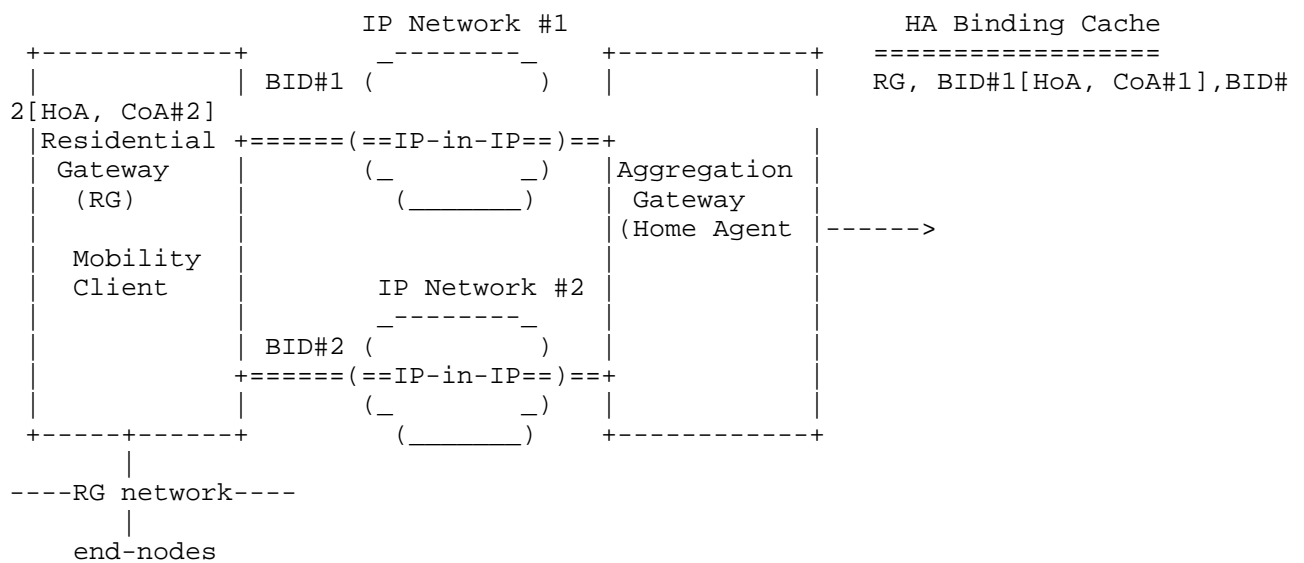 IP Network #1                      HA Binding Cache
+------------+        _--------_    +------------+   ==================
|            | BID#1 (          )   |            |   RG, BID#1[HoA, CoA#1],BID#
2[HoA, CoA#2]
|Residential +======(==IP-in-IP==)==+            |
| Gateway    |       (_        _)   |Aggregation |
|  (RG)      |         (_______)    | Gateway    |
|            |                      |(Home Agent |------>
|  Mobility  |                      |            |
|  Client    |        IP Network #2 |            |
|            |        _--------_    |            |
|            | BID#2 (          )   |            |
|            +======(==IP-in-IP==)==+            |
|            |       (_        _)   |            |
+-----+------+         (_______)    +------------+
|
----RG network----
|
end-nodes